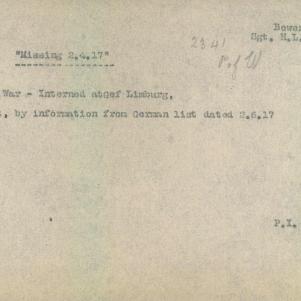 Bowen
Sgt. H.L.
2341
P of W
"Missing 2.4.17"
War - Interned at Gef Limburg.
, by information from German list dated 2.6.17
P.X.